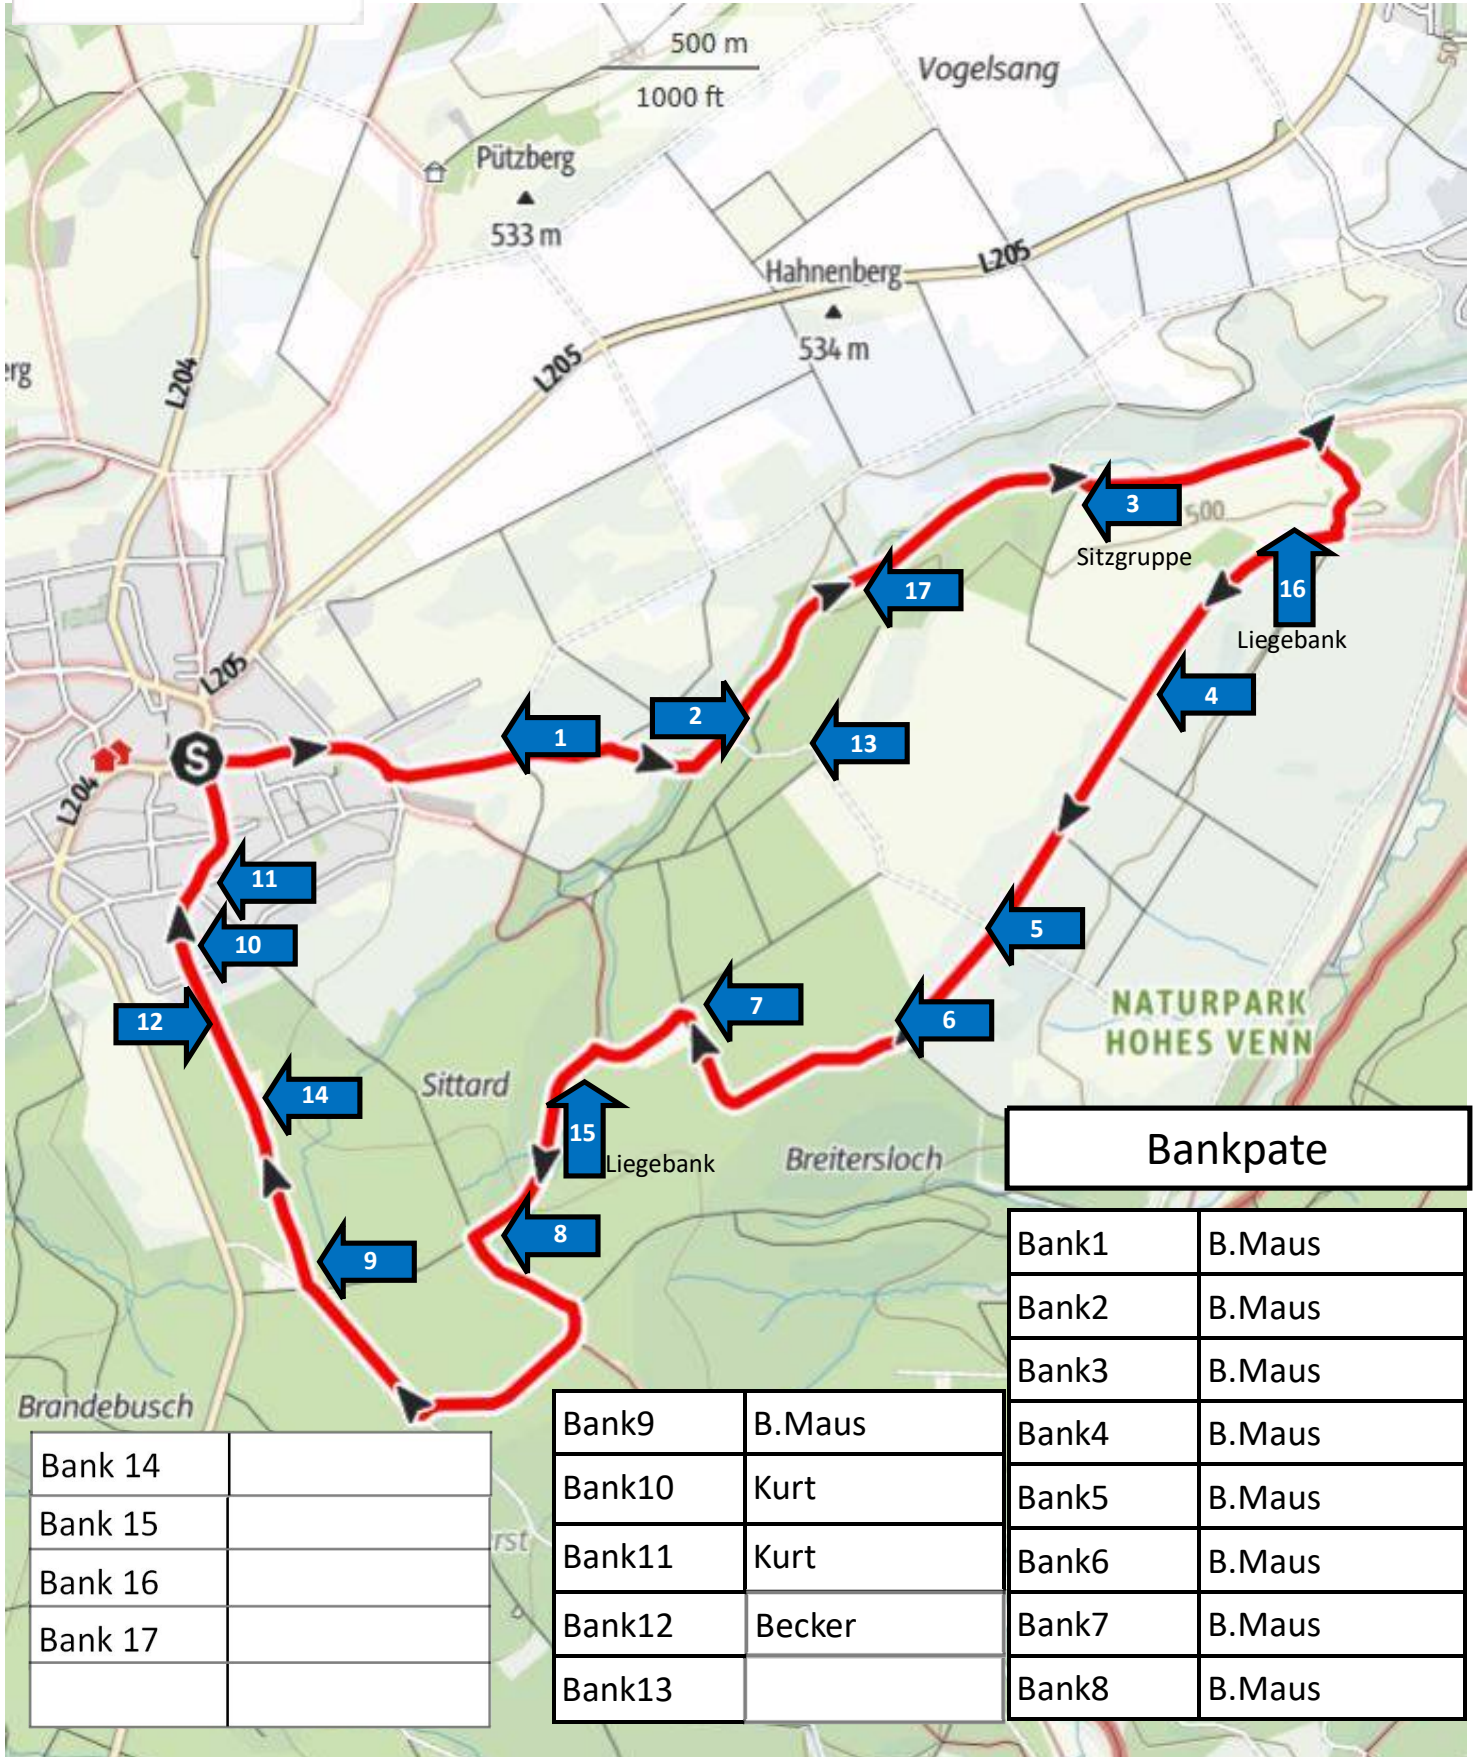 500 m
1000 ft
Vogelsang
Pützberg
533 m
Hahnenberg
534 m
L205
L204
L205
erg
3
500
Sitzgruppe
17
16
Liegebank
L205
4
2
1
13
S
L204
11
10
5
12
7
6
NATURPARK
HOHES VENN
Sittard
14
15
Liegebank
Breitersloch
8
9
Brandebusch
rst
Bankpate
Bank1 B.Maus
Bank2 B.Maus
Bank3 B.Maus
Bank4 B.Maus
Bank5 B.Maus
Bank6 B.Maus
Bank7 B.Maus
Bank8 B.Maus
Bank9 B.Maus
Bank10 Kurt
Bank11 Kurt
Bank12 Becker
Bank13
Bank 14
Bank 15
Bank 16
Bank 17